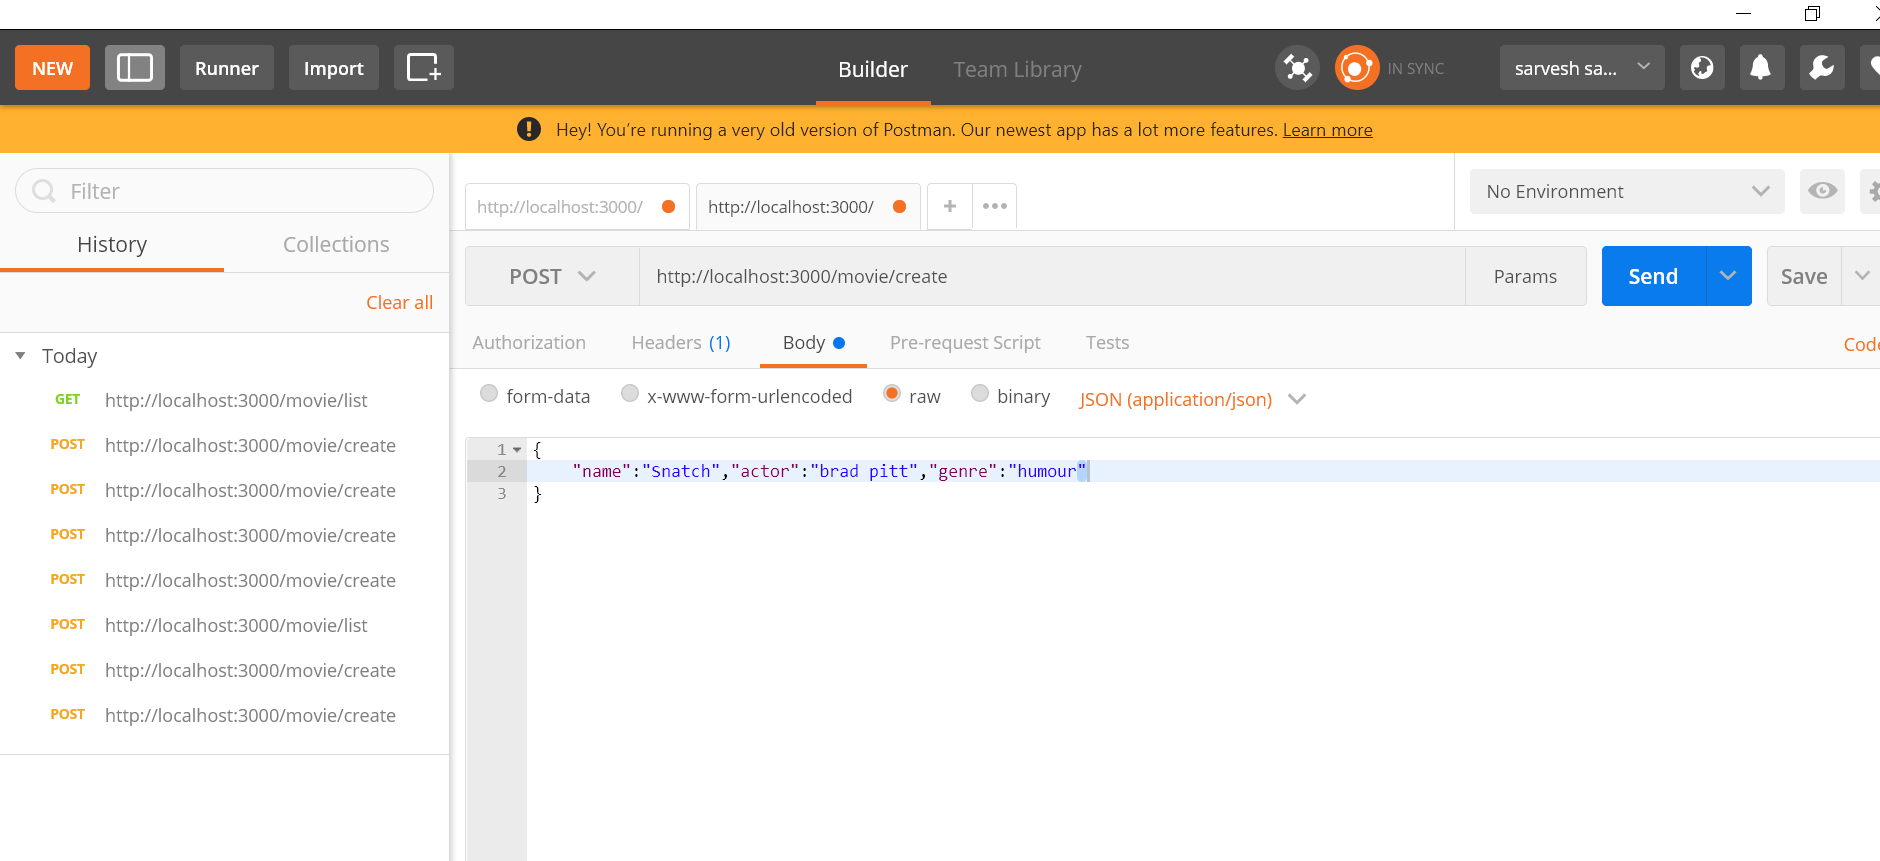 NEW Runner Import Builder Team Library IN SYNC sarvesh sa...
Hey! You're running a very old version of Postman. Our newest app has a lot more features. Learn more
Filter
History Collections
Clear all
Today
GET http://localhost:3000/movie/list
POST http://localhost:3000/movie/create
POST http://localhost:3000/movie/create
POST http://localhost:3000/movie/create
POST http://localhost:3000/movie/create
POST http://localhost:3000/movie/list
POST http://localhost:3000/movie/create
POST http://localhost:3000/movie/create
http://localhost:3000/ http://localhost:3000/ + ••• No Environment
POST http://localhost:3000/movie/create Params Send Save
Authorization Headers (1) Body Pre-request Script Tests Code
form-data x-www-form-urlencoded raw binary JSON (application/json)
1 {
2 "name":"Snatch","actor":"brad pitt","genre":"humour"
3 }